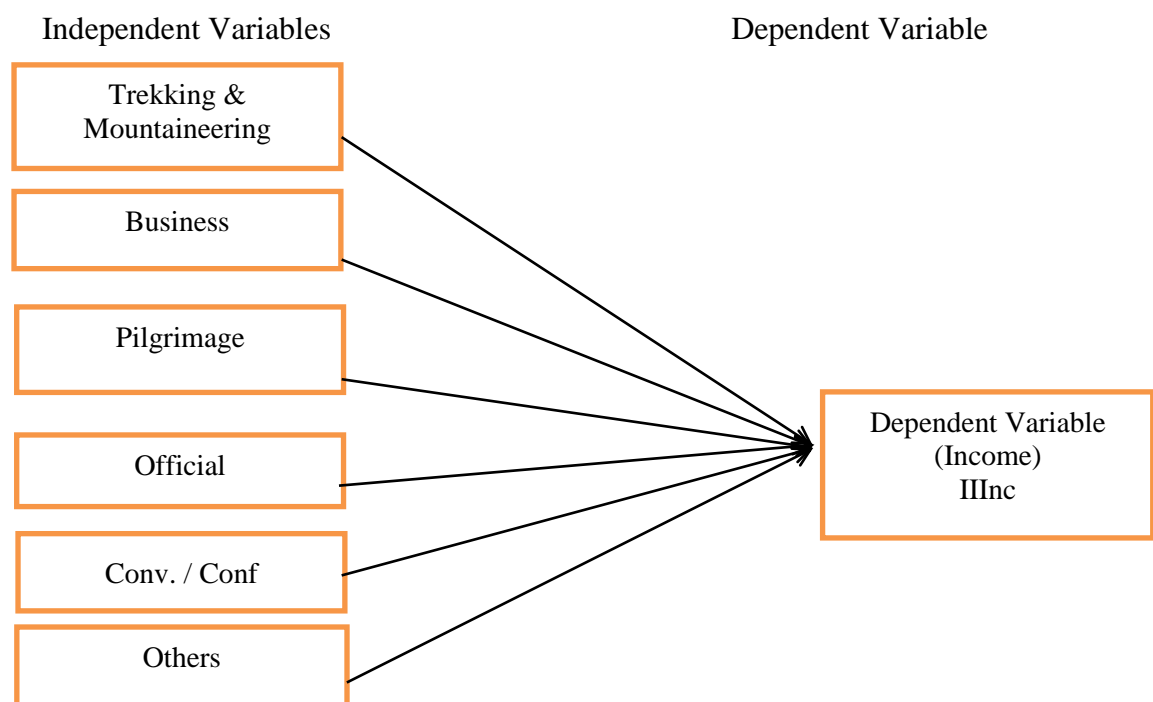 Independent Variables
Dependent Variable
Trekking &
Mountaineering
Business
Pilgrimage
Official
Conv. / Conf
Others
Dependent Variable
(Income)
IIInc